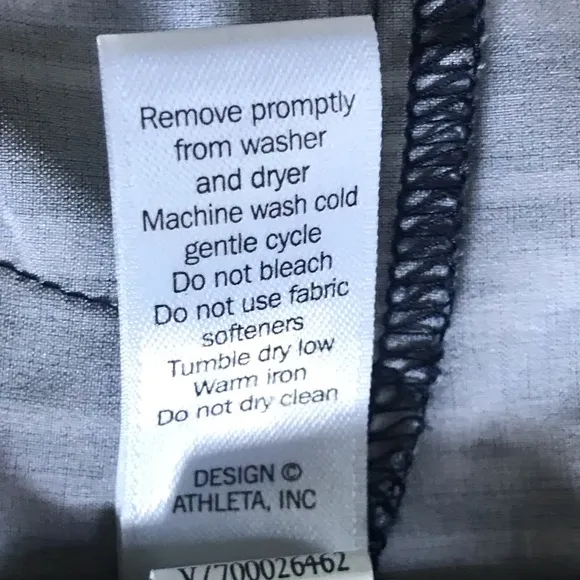 Remove promptly
from washer
and dryer
Machine wash cold
gentle cycle
Do not bleach
Do not use fabric
softeners
Tumble dry low
Warm iron
Do not dry clean
DESIGN ©
ATHLETA, INC